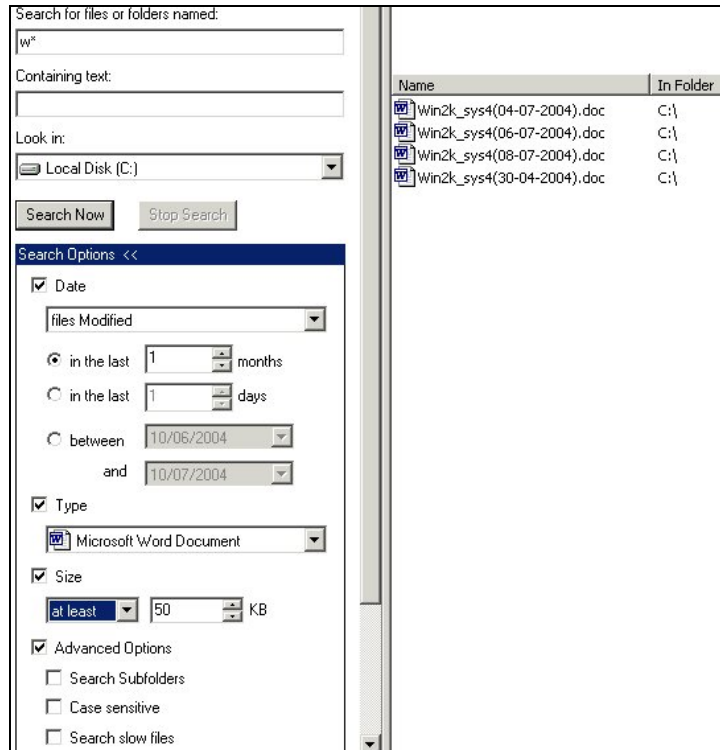 Search for files or folders named:
w*
Containing text:
Look in:
Local Disk (C:)
Search Now Stop Search
Search Options <<
Date
files Modified
in the last 1 months
in the last 1 days
between 10/06/2004
and 10/07/2004
Type
Microsoft Word Document
Size
at least 50 KB
Advanced Options
Search Subfolders
Case sensitive
Search slow files
Name In Folder
Win2k_sys4(04-07-2004).doc C:\
Win2k_sys4(06-07-2004).doc C:\
Win2k_sys4(08-07-2004).doc C:\
Win2k_sys4(30-04-2004).doc C:\